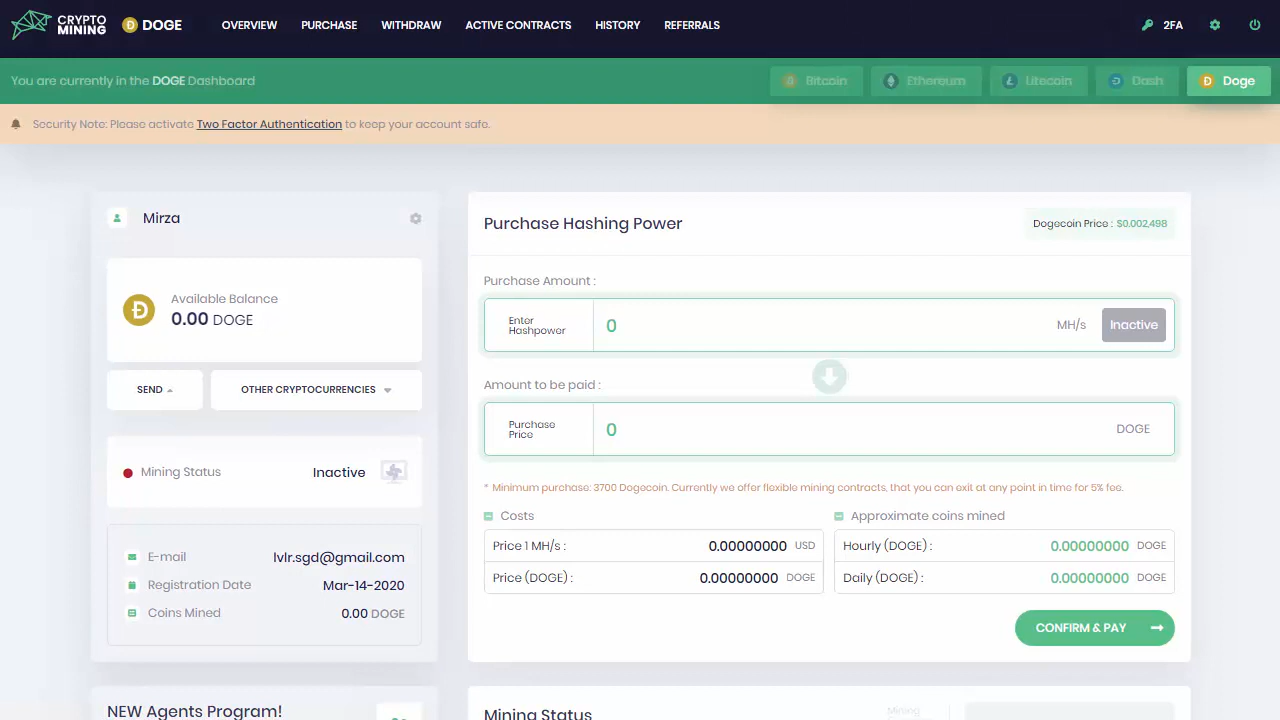 CRYPTO MINING
DOGE
OVERVIEW
PURCHASE
WITHDRAW
ACTIVE CONTRACTS
HISTORY
REFERRALS
2FA
You are currently in the DOGE Dashboard
Bitcoin
Ethereum
Litecoin
Dash
Doge
Security Note: Please activate Two Factor Authentication to keep your account safe.
Mirza
Available Balance
0.00 DOGE
SEND
OTHER CRYPTOCURRENCIES
Mining Status
Inactive
E-mail
lvlr.sgd@gmail.com
Registration Date
Mar-14-2020
Coins Mined
0.00 DOGE
NEW Agents Program!
Purchase Hashing Power
Dogecoin Price : $0.002,498
Purchase Amount :
Enter
Hashpower
0
MH/s
Inactive
Amount to be paid :
Purchase
Price
0
DOGE
* Minimum purchase: 3700 Dogecoin. Currently we offer flexible mining contracts, that you can exit at any point in time for 5% fee.
Costs
Price 1 MH/s :
0.00000000 USD
Price (DOGE) :
0.00000000 DOGE
Approximate coins mined
Hourly (DOGE) :
0.00000000 DOGE
Daily (DOGE) :
0.00000000 DOGE
CONFIRM & PAY
Mining Status
Mining